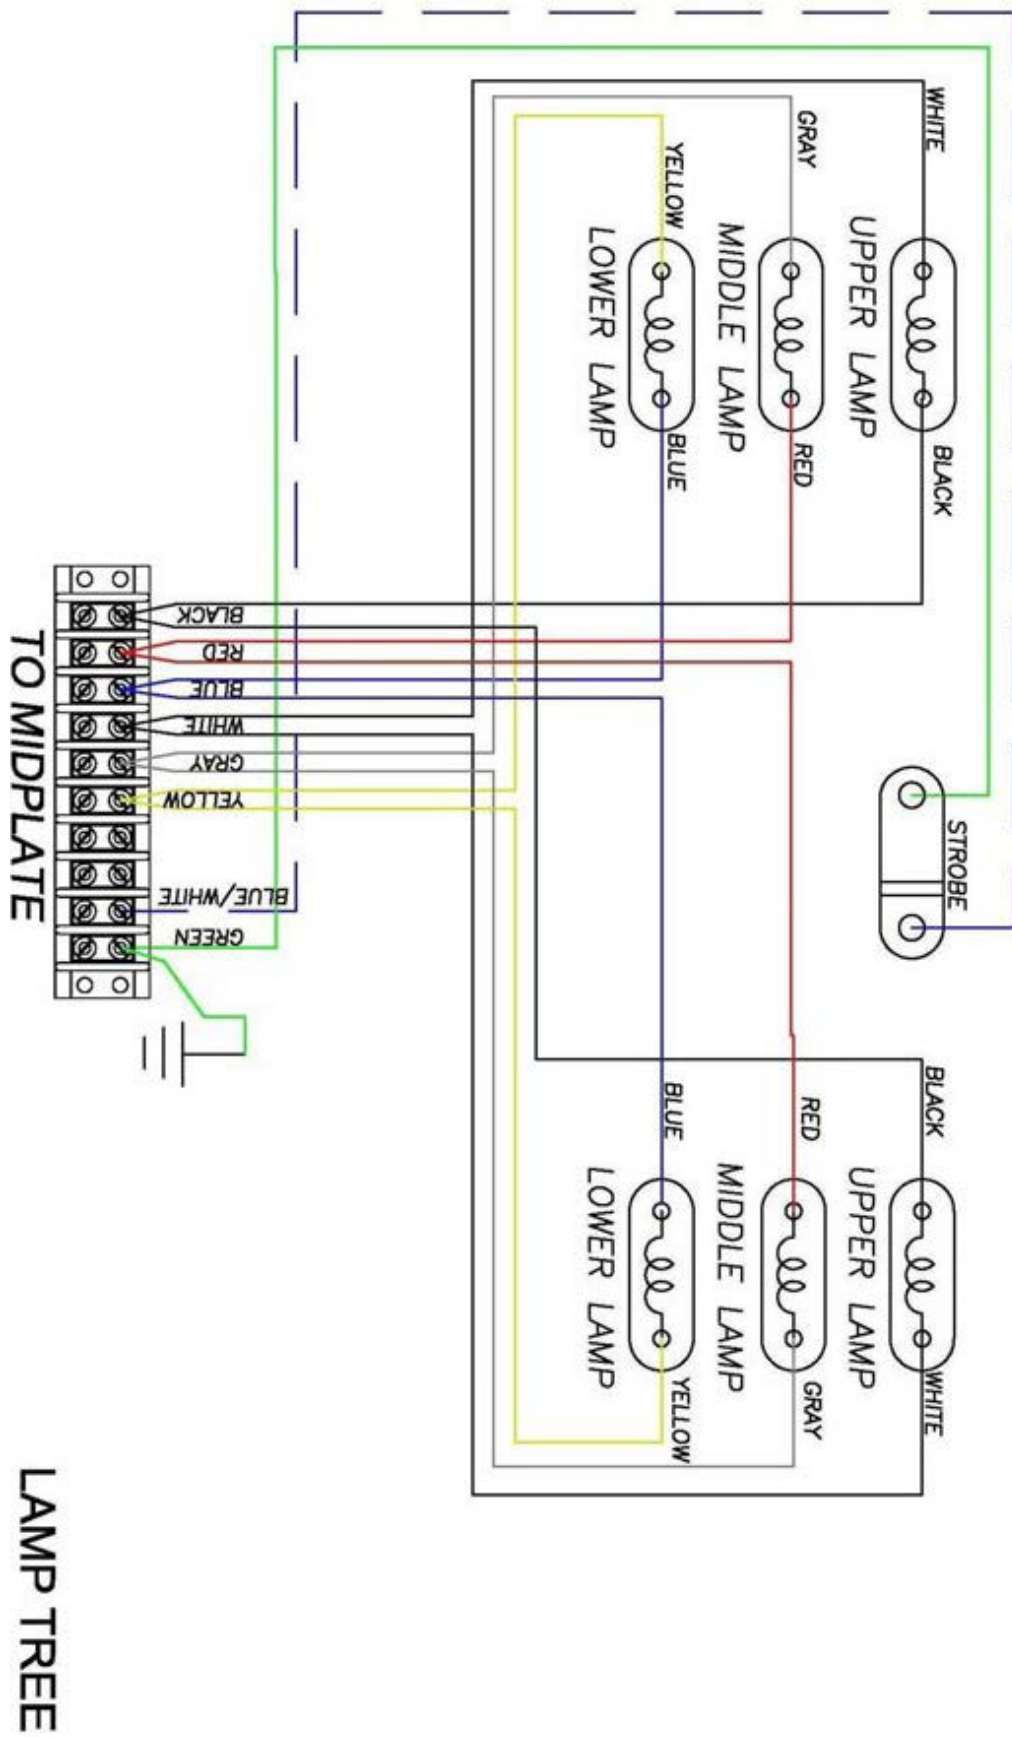 WHITE
GRAY
YELLOW
UPPER LAMP
MIDDLE LAMP
LOWER LAMP
BLACK
RED
BLUE
BLACK
RED
BLUE
WHITE
GRAY
YELLOW
BLUE/WHITE
GREEN
TO MIDPLATE
STROBE
BLACK
RED
BLUE
UPPER LAMP
MIDDLE LAMP
LOWER LAMP
WHITE
GRAY
YELLOW
LAMP TREE